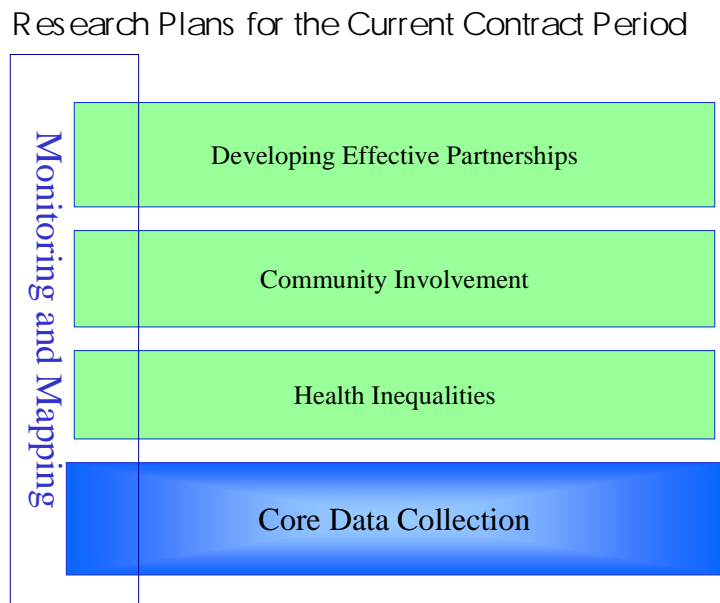 Research Plans for the Current Contract Period
Monitoring and Mapping
Developing Effective Partnerships
Community Involvement
Health Inequalities
Core Data Collection